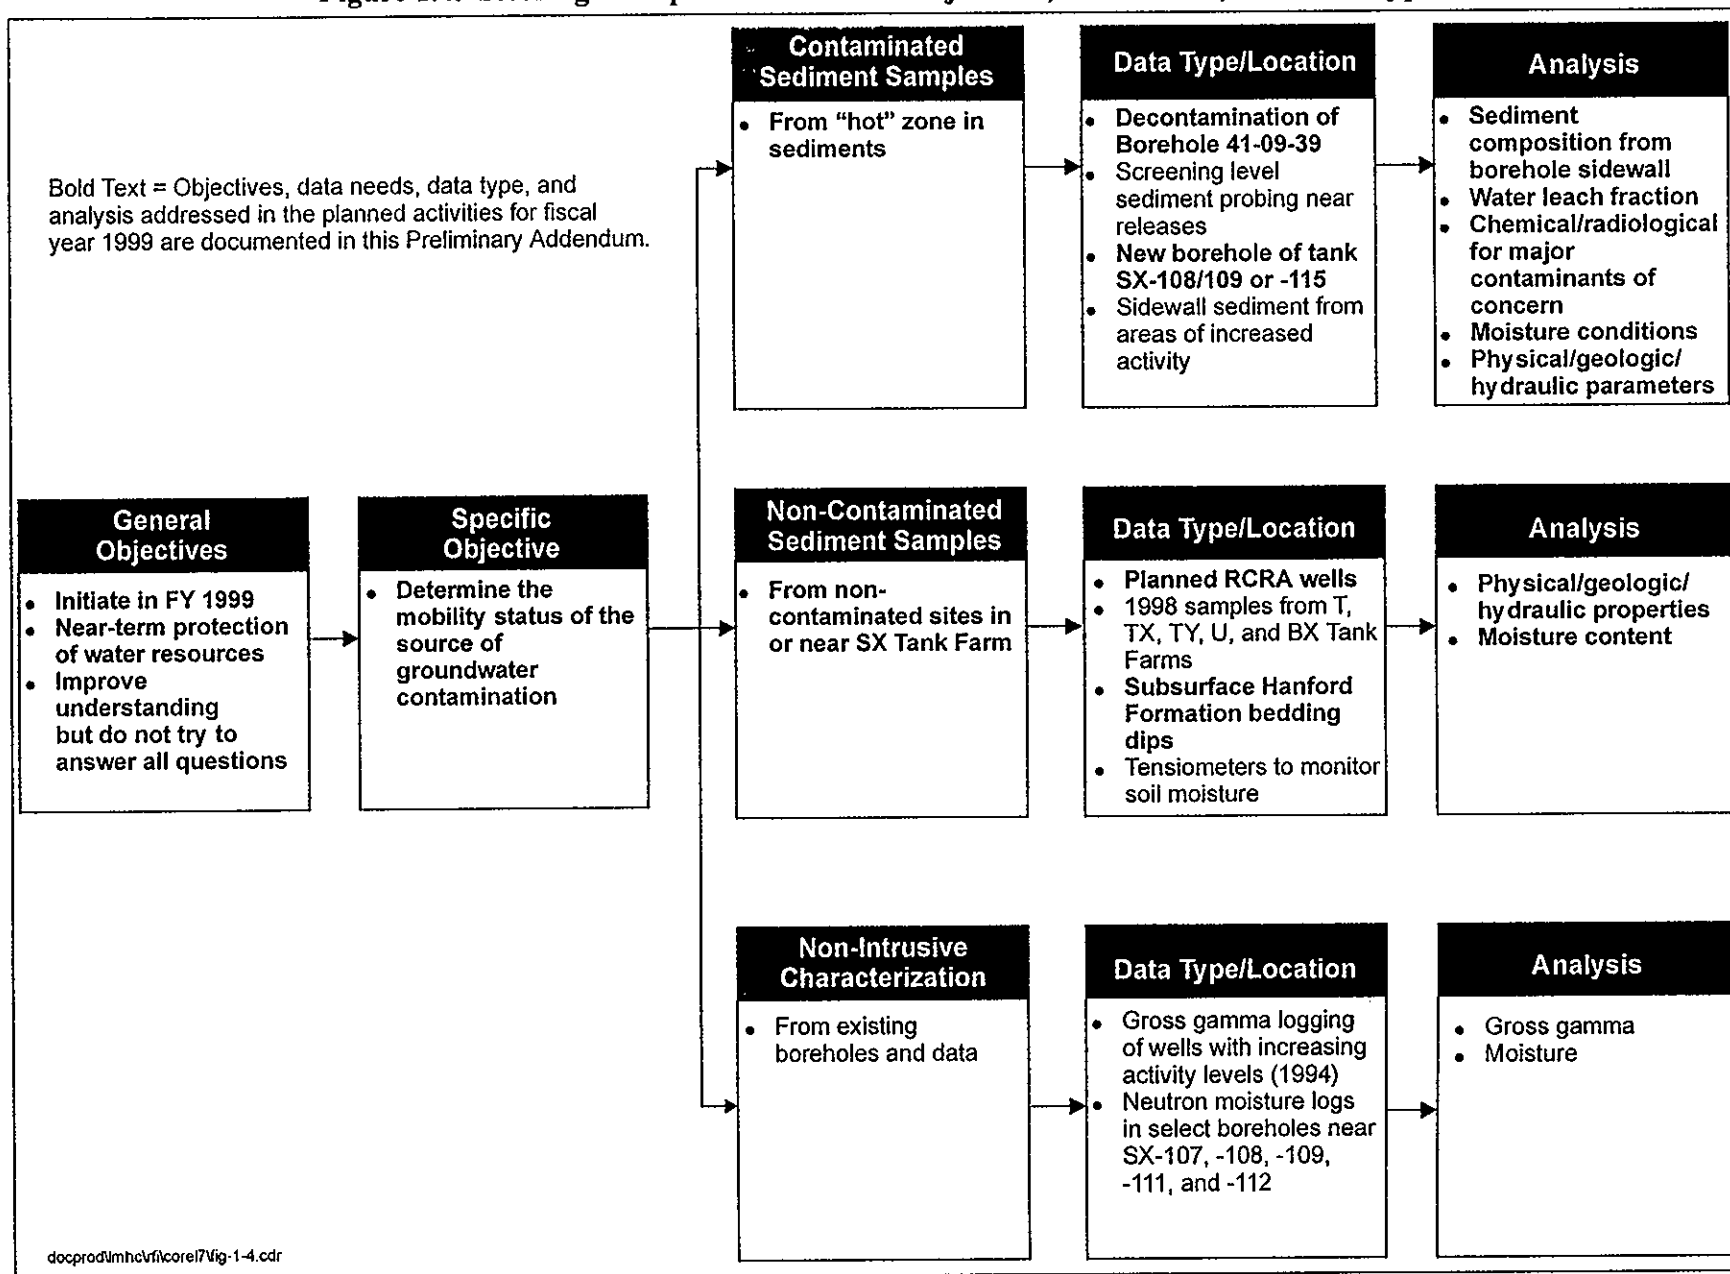 Bold Text = Objectives, data needs, data type, and
analysis addressed in the planned activities for fiscal
year 1999 are documented in this Preliminary Addendum.
Contaminated
Sediment Samples
• From "hot" zone in
sediments
Data Type/Location
• Decontamination of
Borehole 41-09-39
• Screening level
sediment probing near
releases
• New borehole of tank
SX-108/109 or -115
• Sidewall sediment from
areas of increased
activity
Analysis
• Sediment
composition from
borehole sidewall
• Water leach fraction
• Chemical/radiological
for major
contaminants of
concern
• Moisture conditions
• Physical/geologic/
hydraulic parameters
General
Objectives
• Initiate in FY 1999
• Near-term protection
of water resources
• Improve
understanding
but do not try to
answer all questions
Specific
Objective
• Determine the
mobility status of the
source of
groundwater
contamination
Non-Contaminated
Sediment Samples
• From non-
contaminated sites in
or near SX Tank Farm
Data Type/Location
• Planned RCRA wells
• 1998 samples from T,
TX, TY, U, and BX Tank
Farms
• Subsurface Hanford
Formation bedding
dips
• Tensiometers to monitor
soil moisture
Analysis
• Physical/geologic/
hydraulic properties
• Moisture content
Non-Intrusive
Characterization
• From existing
boreholes and data
Data Type/Location
• Gross gamma logging
of wells with increasing
activity levels (1994)
• Neutron moisture logs
in select boreholes near
SX-107, -108, -109,
-111, and -112
Analysis
• Gross gamma
• Moisture
docprod\lmhc\rfi\corel7\fig-1-4.cdr